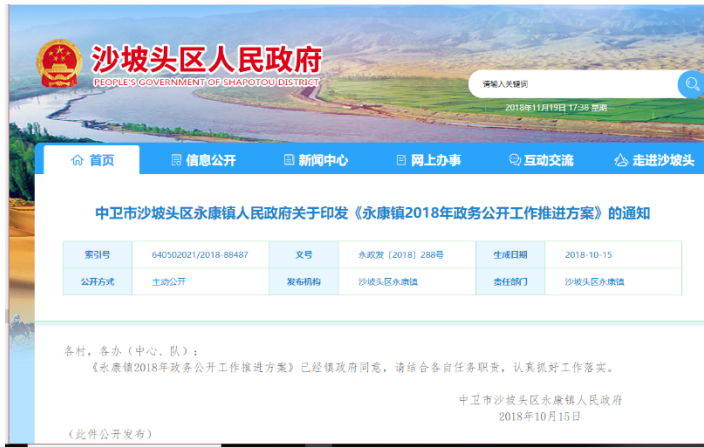 沙坡头区人民政府
PEOPLE'S GOVERNMENT OF SHAPOTOU DISTRICT
请输入关键词
2018年11月19日 17:38 星期一
首页 信息公开 新闻中心 网上办事 互动交流 走进沙坡头
中卫市沙坡头区永康镇人民政府关于印发《永康镇2018年政务公开工作推进方案》的通知
索引号 640502021/2018-88487 文号 永政发〔2018〕288号 生成日期 2018-10-15
公开方式 主动公开 发布机构 沙坡头区永康镇 责任部门 沙坡头区永康镇
各村，各办（中心、队）：
《永康镇2018年政务公开工作推进方案》已经镇政府同意，请结合各自任务职责，认真抓好工作落实。
中卫市沙坡头区永康镇人民政府
2018年10月15日
（此件公开发布）